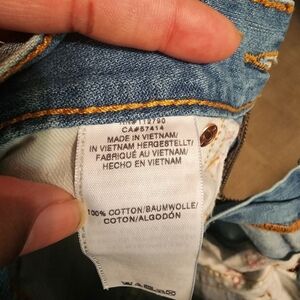 CA#57414
MADE IN VIETNAM/
IN VIETNAM HERGESTELLT/
FABRIQUÉ AU VIETNAM/
HECHO EN VIETNAM
100% COTTON/BAUMWOLLE/
COTON/ALGODÓN